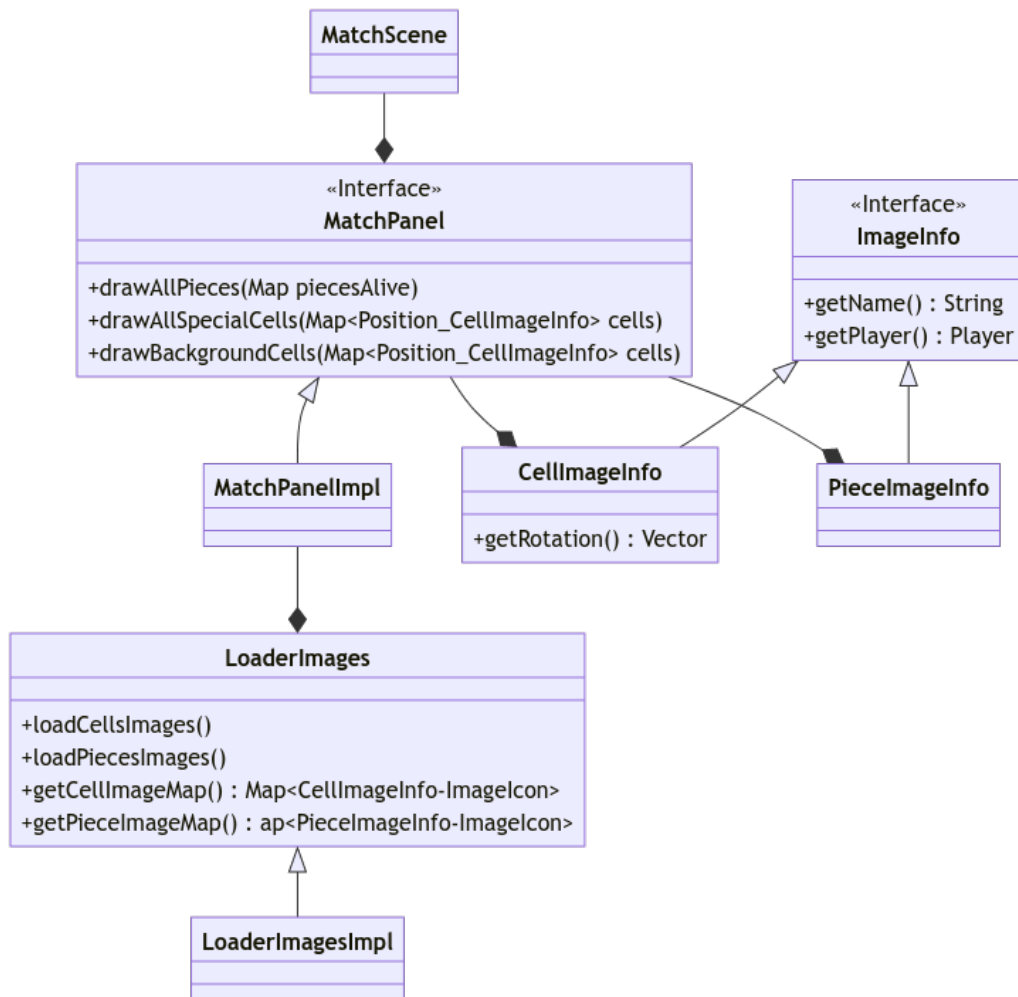 MatchScene
«Interface»
MatchPanel
+drawAllPieces(Map piecesAlive)
+drawAllSpecialCells(Map<Position_CellImageInfo> cells)
+drawBackgroundCells(Map<Position_CellImageInfo> cells)
«Interface»
ImageInfo
+getName() : String
+getPlayer() : Player
MatchPanelImpl
CellImageInfo
+getRotation() : Vector
PieceImageInfo
LoaderImages
+loadCellsImages()
+loadPiecesImages()
+getCellImageMap() : Map<CellImageInfo-ImageIcon>
+getPieceImageMap() : ap<PieceImageInfo-ImageIcon>
LoaderImagesImpl